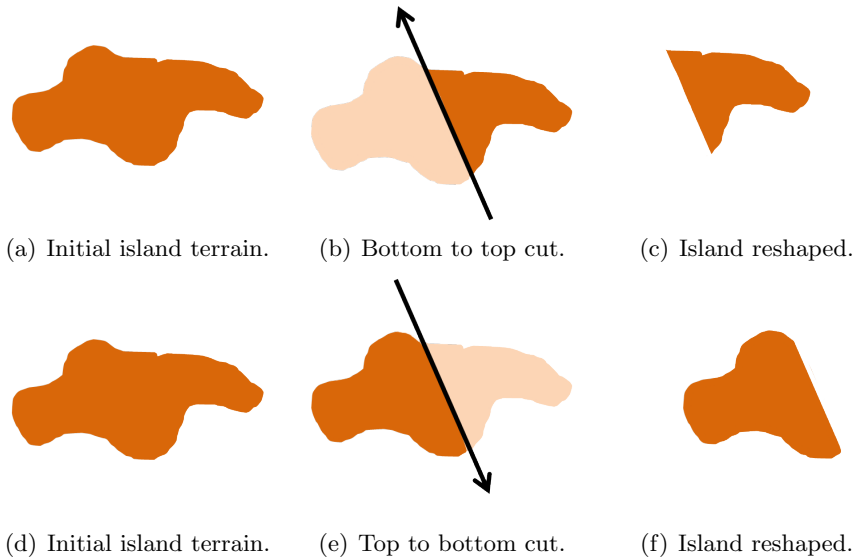 (a) Initial island terrain.
(b) Bottom to top cut.
(c) Island reshaped.
(d) Initial island terrain.
(e) Top to bottom cut.
(f) Island reshaped.